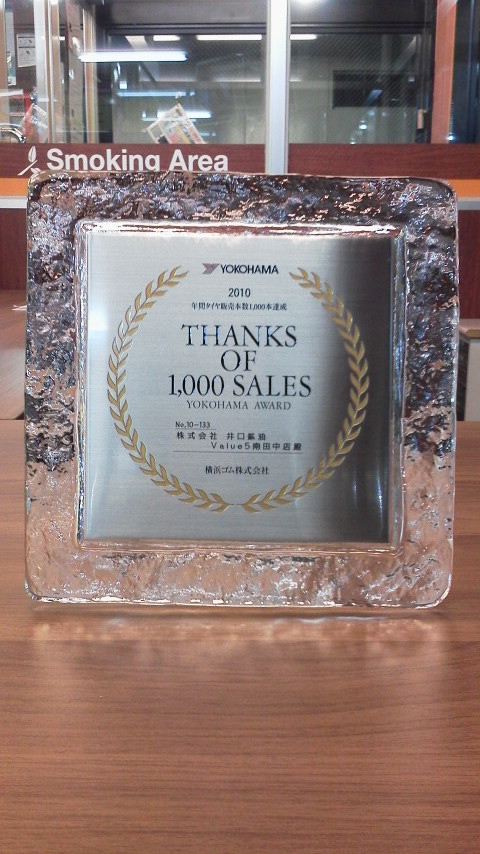 Smoking Area
YOKOHAMA
2010
年間タイヤ販売本数1,000本達成
THANKS
OF
1,000 SALES
YOKOHAMA AWARD
No,10-133
株式会社 井口鉱油
Value5南田中店殿
横浜ゴム株式会社